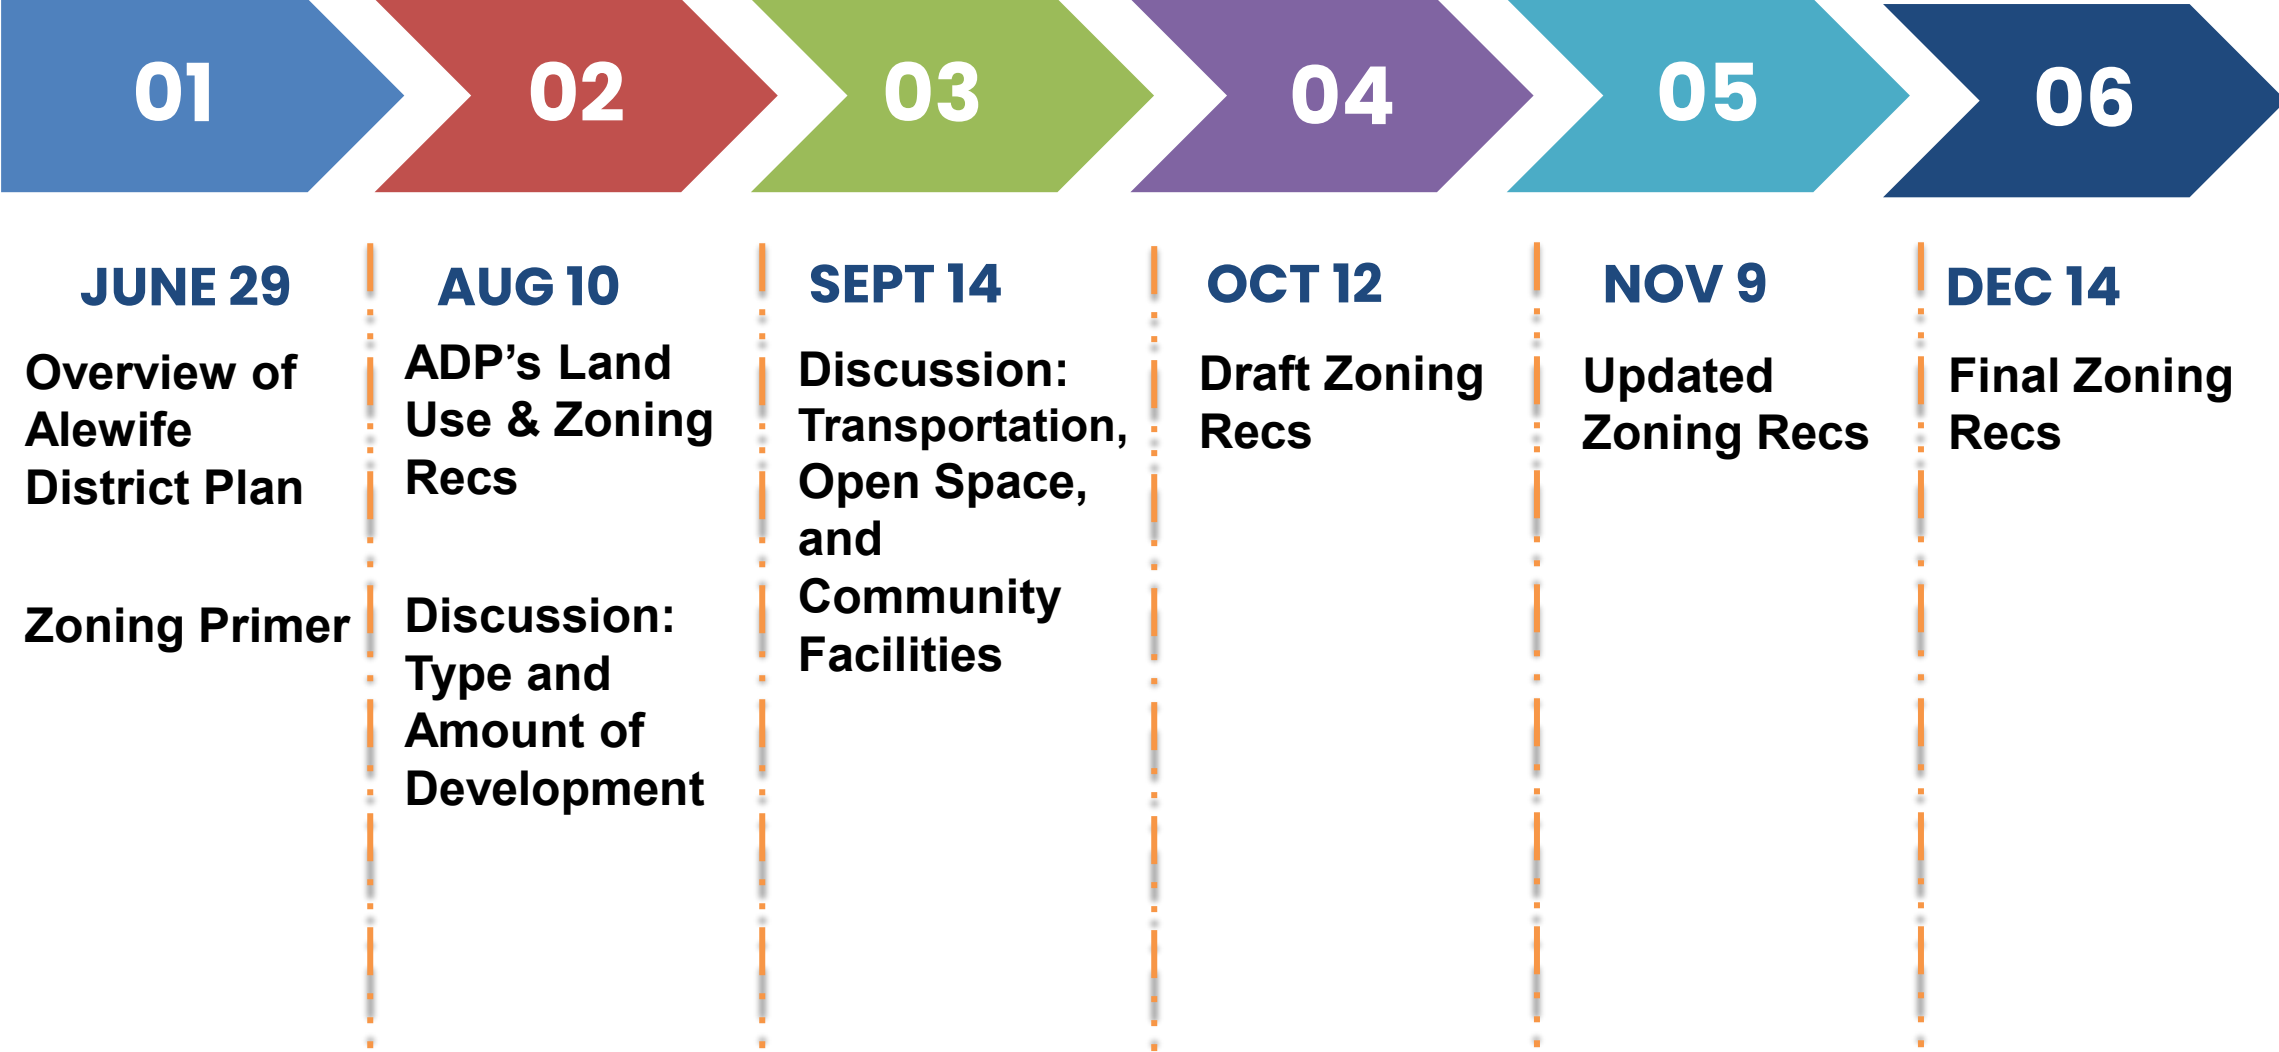 01
02
03
04
05
06
JUNE 29
Overview of
Alewife
District Plan
Zoning Primer
AUG 10
ADP’s Land
Use & Zoning
Recs
Discussion:
Type and
Amount of
Development
SEPT 14
Discussion:
Transportation,
Open Space,
and
Community
Facilities
OCT 12
Draft Zoning
Recs
NOV 9
Updated
Zoning Recs
DEC 14
Final Zoning
Recs